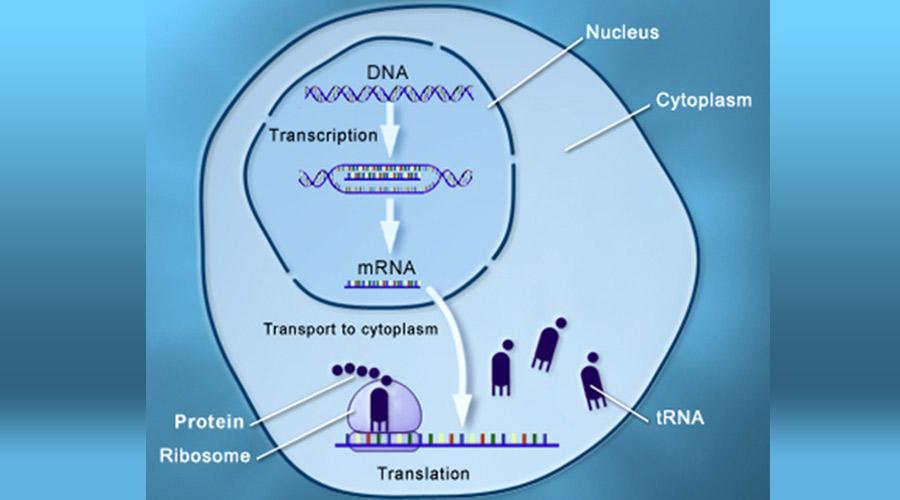 Nucleus
DNA
Cytoplasm
Transcription
mRNA
Transport to cytoplasm
Protein
tRNA
Ribosome
Translation